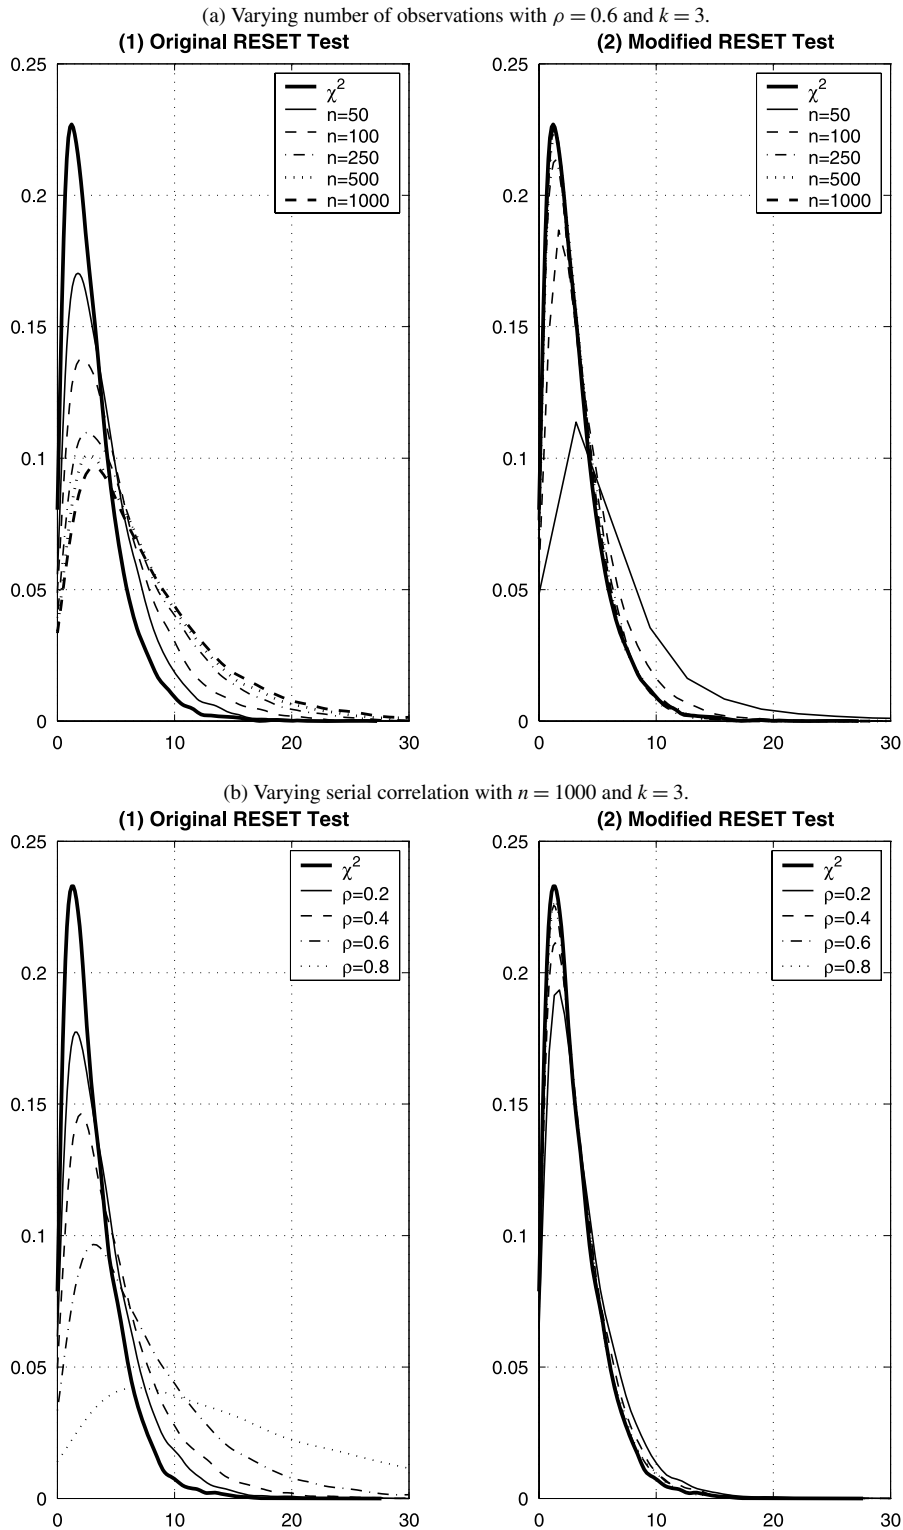 (a) Varying number of observations with ρ = 0.6 and k = 3.
(1) Original RESET Test
0.25
0.2
0.15
0.1
0.05
0
0 10 20 30
χ²
n=50
n=100
n=250
n=500
n=1000
(2) Modified RESET Test
0.25
0.2
0.15
0.1
0.05
0
0 10 20 30
χ²
n=50
n=100
n=250
n=500
n=1000
(b) Varying serial correlation with n = 1000 and k = 3.
(1) Original RESET Test
0.25
0.2
0.15
0.1
0.05
0
0 10 20 30
χ²
ρ=0.2
ρ=0.4
ρ=0.6
ρ=0.8
(2) Modified RESET Test
0.25
0.2
0.15
0.1
0.05
0
0 10 20 30
χ²
ρ=0.2
ρ=0.4
ρ=0.6
ρ=0.8